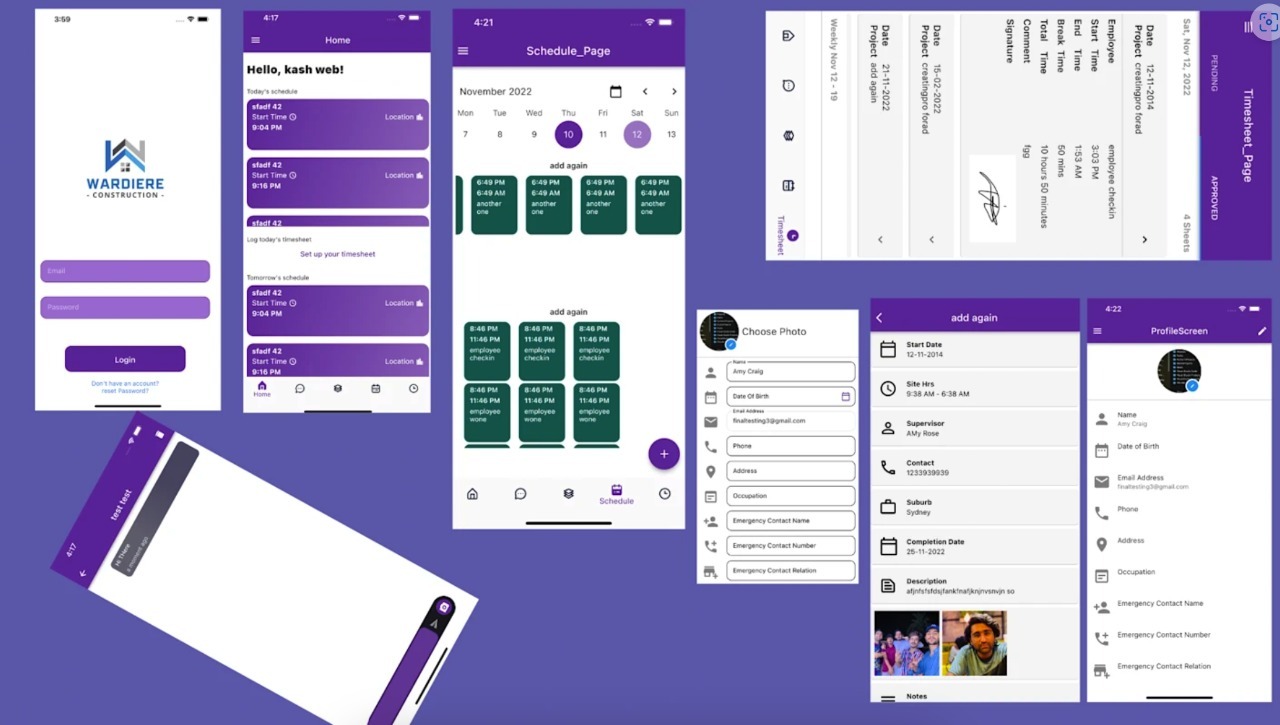 3:59
WARDIERE
- CONSTRUCTION -
Email
Password
Login
Don't have an account?
reset Password?
4:17
Home
Hello, kash web!
Today's schedule
sfadf 42
Start Time
Location
9:04 PM
sfadf 42
Start Time
Location
9:16 PM
sfadf 42
Log today's timesheet
Set up your timesheet
Tomorrow's schedule
sfadf 42
Start Time
Location
9:04 PM
sfadf 42
Start Time
Location
9:16 PM
Home
4:21
Schedule_Page
November 2022
Mon Tue Wed Thu Fri Sat Sun
7 8 9 10 11 12 13
add again
6:49 PM 6:49 PM 6:49 PM 6:49 PM
6:49 AM 6:49 AM 6:49 AM 6:49 AM
another another another another
one one one one
add again
8:46 PM 8:46 PM 8:46 PM
11:46 PM 11:46 PM 11:46 PM
employee employee employee
checkin checkin checkin
8:46 PM 8:46 PM 8:46 PM
11:46 PM 11:46 PM 11:46 PM
employee employee employee
wone wone wone
+
Schedule
Timesheet_Page
PENDING APPROVED
Sat, Nov 12, 2022 4 Sheets
Date 12-11-2014
Project creatingpro forad
Employee employee checkin
Start Time 3:03 PM
End Time 1:53 AM
Break Time 50 mins
Total Time 10 hours 50 minutes
Comment fgg
Signature
Date 15-02-2022
Project creatingpro forad
Date 21-11-2022
Project add again
Weekly Nov 12 - 19
Timesheet
4:17
test test
Hi THere
a moment ago
Choose Photo
Name
Amy Craig
Date Of Birth
Email Address
finaltesting3@gmail.com
Phone
Address
Occupation
Emergency Contact Name
Emergency Contact Number
Emergency Contact Relation
add again
Start Date
12-11-2014
Site Hrs
9:38 AM - 6:38 AM
Supervisor
AMy Rose
Contact
1233939939
Suburb
Sydney
Completion Date
25-11-2022
Description
afjnfsfsfdsjfankfnafjknjnvsnvjn so
Notes
4:22
ProfileScreen
Name
Amy Craig
Date of Birth
Email Address
finaltesting3@gmail.com
Phone
Address
Occupation
Emergency Contact Name
Emergency Contact Number
Emergency Contact Relation